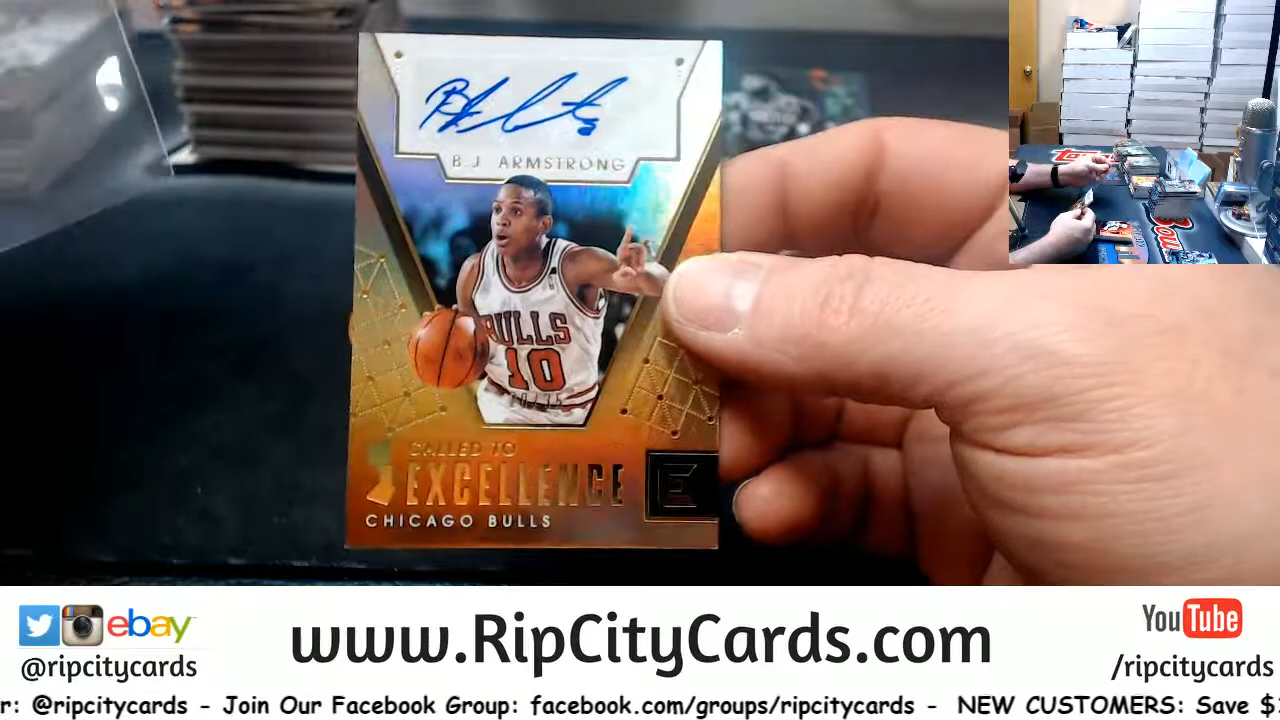 B.J. ARMSTRONG
BULLS
10
CALLED TO
EXCELLENCE
E
CHICAGO BULLS
ebay
@ripcitycards
www.RipCityCards.com
YouTube
/ripcitycards
r: @ripcitycards - Join Our Facebook Group: facebook.com/groups/ripcitycards - NEW CUSTOMERS: Save $